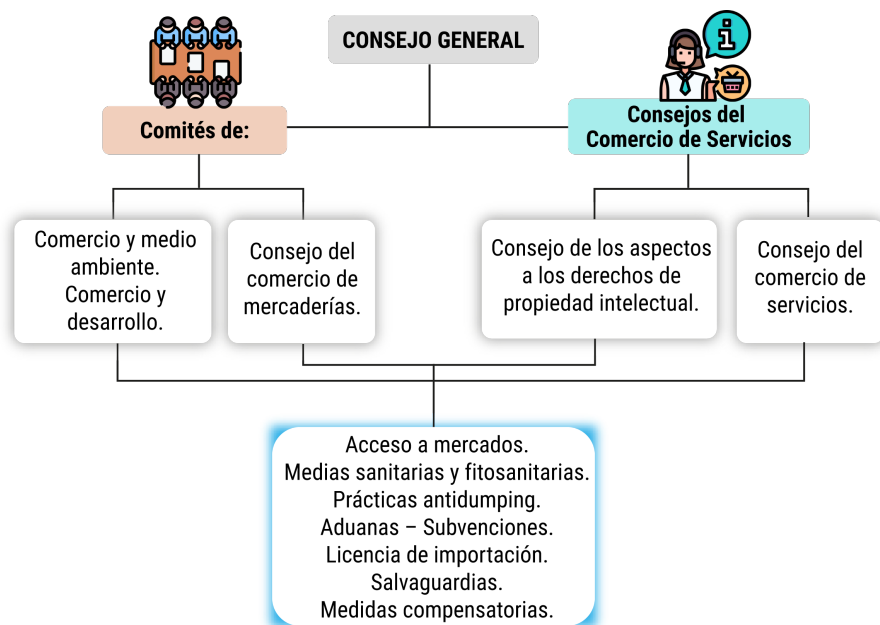 CONSEJO GENERAL
Comités de:
Consejos del
Comercio de Servicios
Comercio y medio
ambiente.
Comercio y
desarrollo.
Consejo del
comercio de
mercaderías.
Consejo de los aspectos
a los derechos de
propiedad intelectual.
Consejo del
comercio de
servicios.
Acceso a mercados.
Medias sanitarias y fitosanitarias.
Prácticas antidumping.
Aduanas – Subvenciones.
Licencia de importación.
Salvaguardias.
Medidas compensatorias.